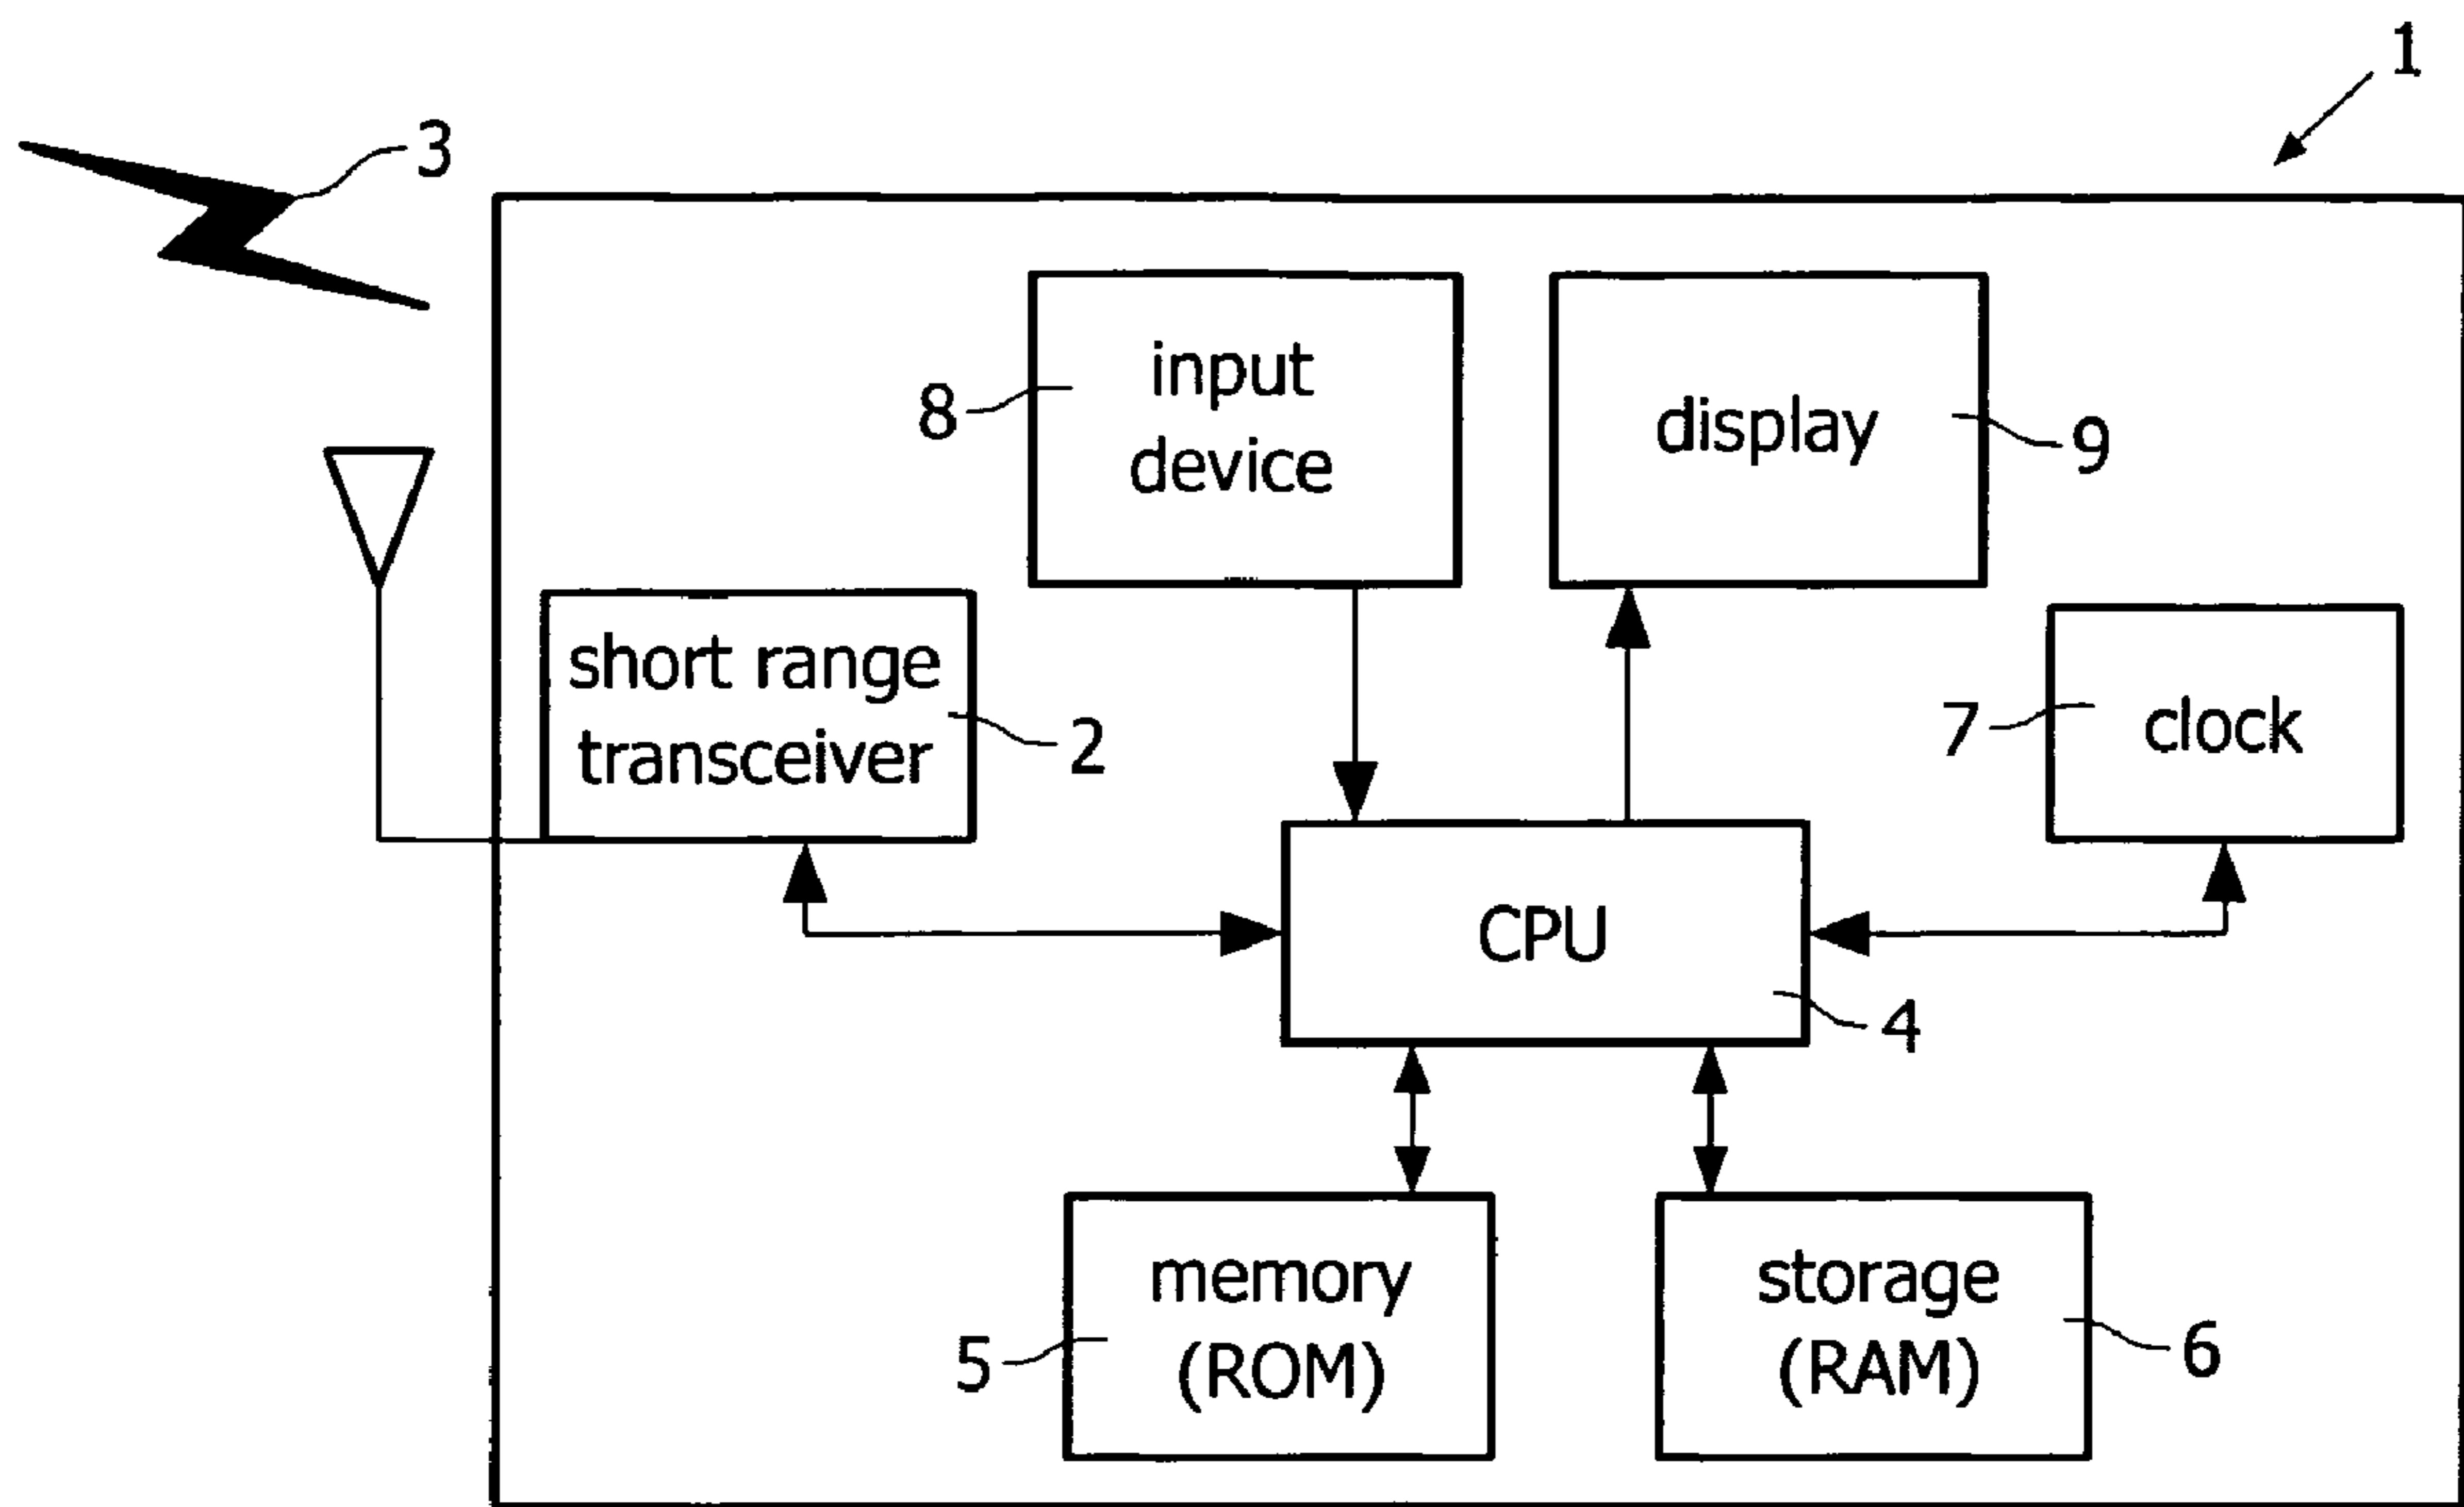 1
3
input
device
8
display
9
short range
transceiver
2
7
clock
CPU
4
memory
(ROM)
5
storage
(RAM)
6